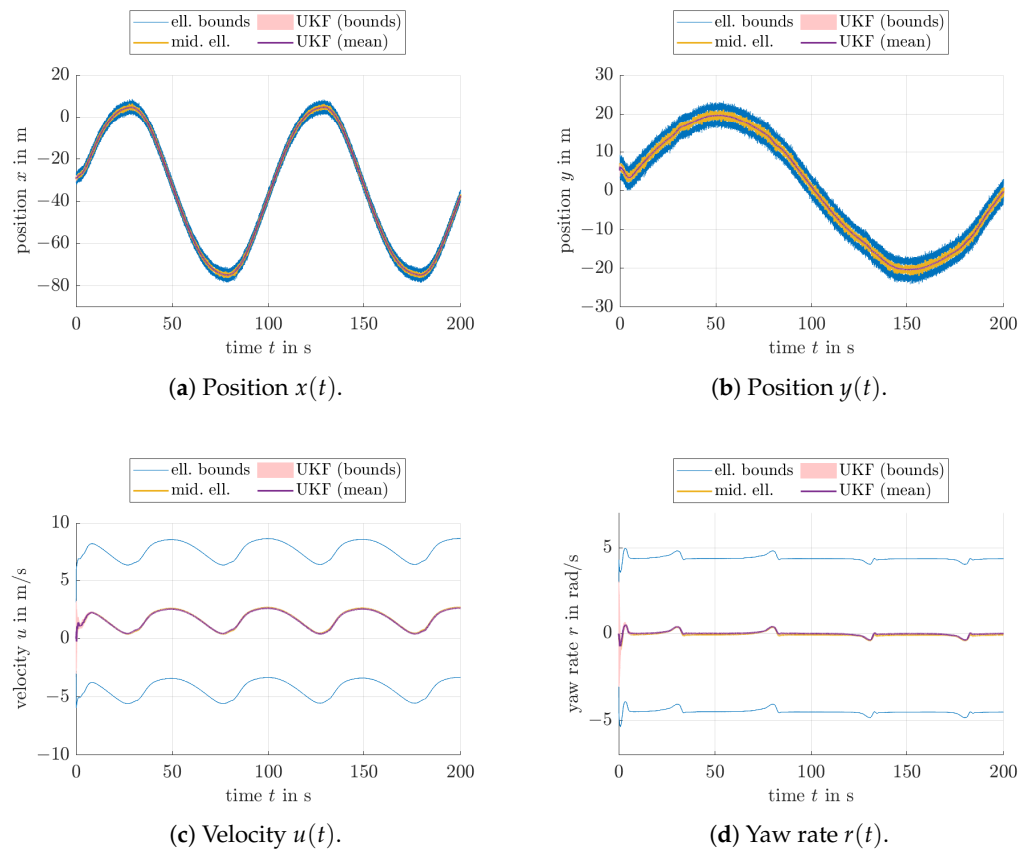 ell. bounds UKF (bounds)
mid. ell. UKF (mean)
20
0
−20
−40
−60
−80
position x in m
0 50 100 150 200
time t in s
(a) Position x(t).
ell. bounds UKF (bounds)
mid. ell. UKF (mean)
30
20
10
0
−10
−20
−30
position y in m
0 50 100 150 200
time t in s
(b) Position y(t).
ell. bounds UKF (bounds)
mid. ell. UKF (mean)
10
5
0
−5
−10
velocity u in m/s
0 50 100 150 200
time t in s
(c) Velocity u(t).
ell. bounds UKF (bounds)
mid. ell. UKF (mean)
5
0
−5
yaw rate r in rad/s
0 50 100 150 200
time t in s
(d) Yaw rate r(t).